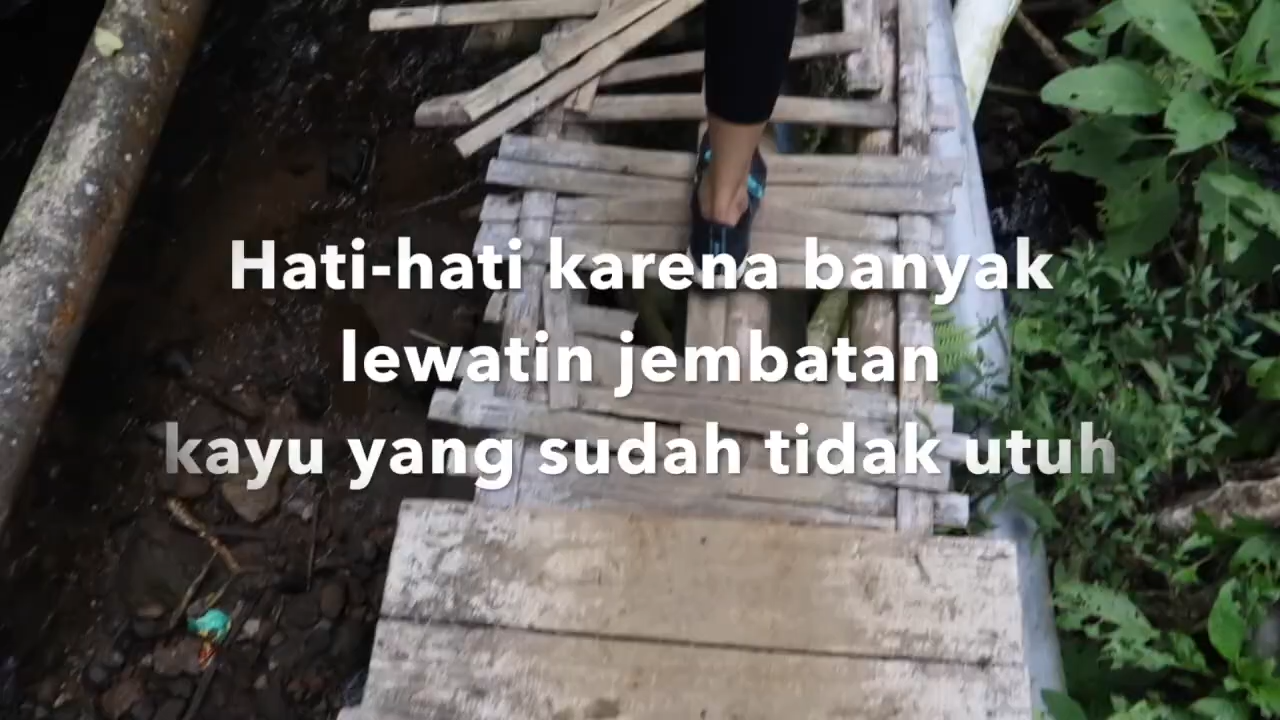 Hati-hati karena banyak
lewatin jembatan
kayu yang sudah tidak utuh